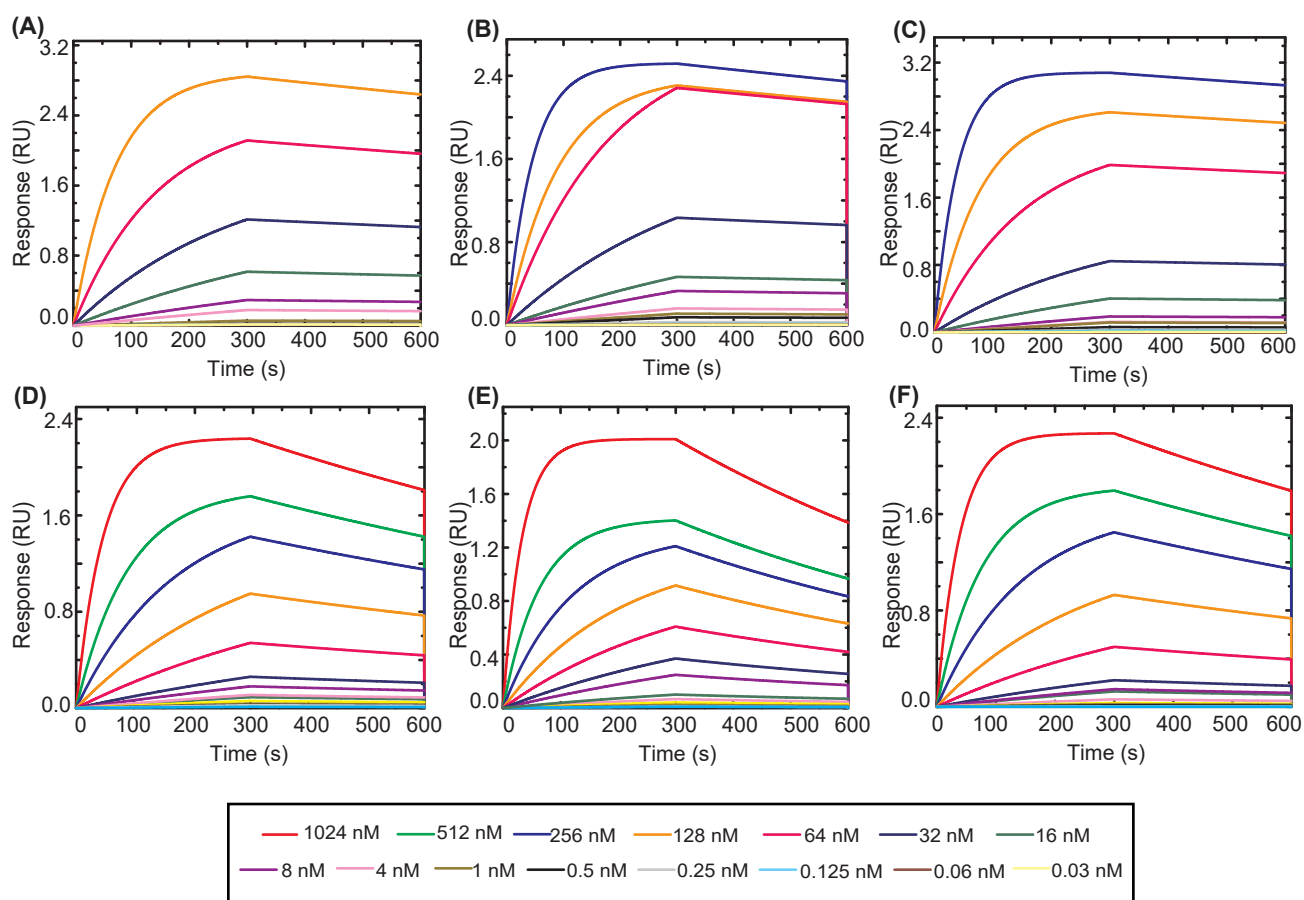 (A)
3.2
2.4
1.6
0.8
0.0
Response (RU)
0 100 200 300 400 500 600
Time (s)
(B)
2.4
1.6
0.8
0.0
Response (RU)
0 100 200 300 400 500 600
Time (s)
(C)
3.2
2.4
1.6
0.8
0.0
Response (RU)
0 100 200 300 400 500 600
Time (s)
(D)
2.4
1.6
0.8
0.0
Response (RU)
0 100 200 300 400 500 600
Time (s)
(E)
2.0
1.6
1.2
0.8
0.4
0.0
Response (RU)
0 100 200 300 400 500 600
Time (s)
(F)
2.4
1.6
0.8
0.0
Response (RU)
0 100 200 300 400 500 600
Time (s)
1024 nM 512 nM 256 nM 128 nM 64 nM 32 nM 16 nM
8 nM 4 nM 1 nM 0.5 nM 0.25 nM 0.125 nM 0.06 nM 0.03 nM